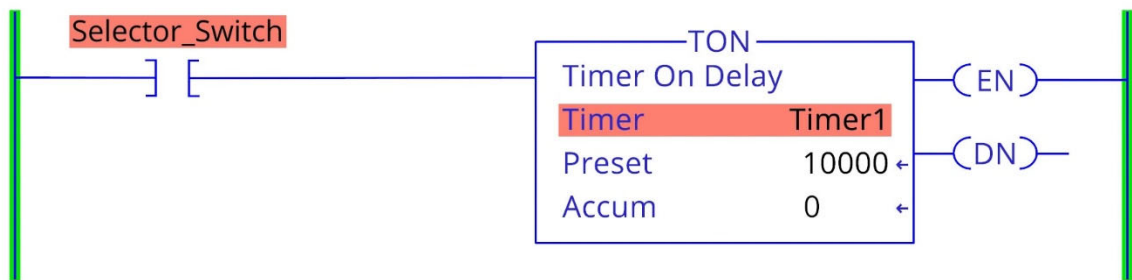 Selector_Switch
TON
Timer On Delay
EN
Timer Timer1
Preset 10000
DN
Accum 0